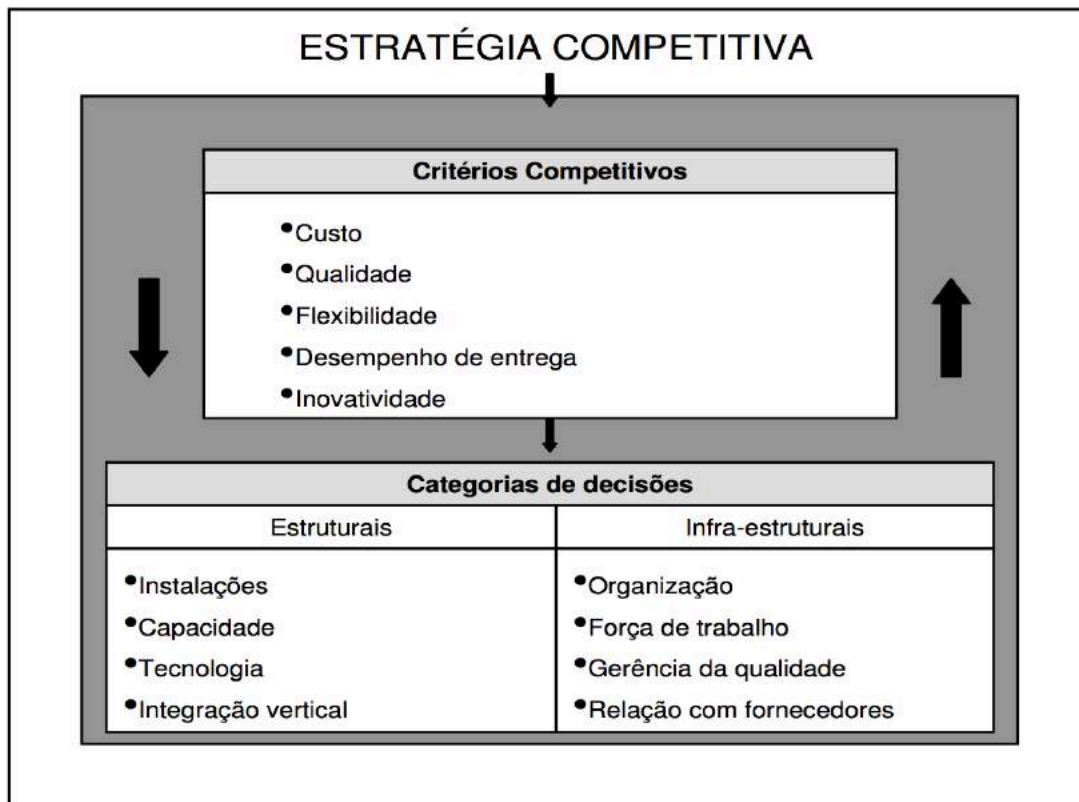 ESTRATÉGIA COMPETITIVA
Critérios Competitivos
•Custo
•Qualidade
•Flexibilidade
•Desempenho de entrega
•Inovatividade
Categorias de decisões
Estruturais
•Instalações
•Capacidade
•Tecnologia
•Integração vertical
Infra-estruturais
•Organização
•Força de trabalho
•Gerência da qualidade
•Relação com fornecedores